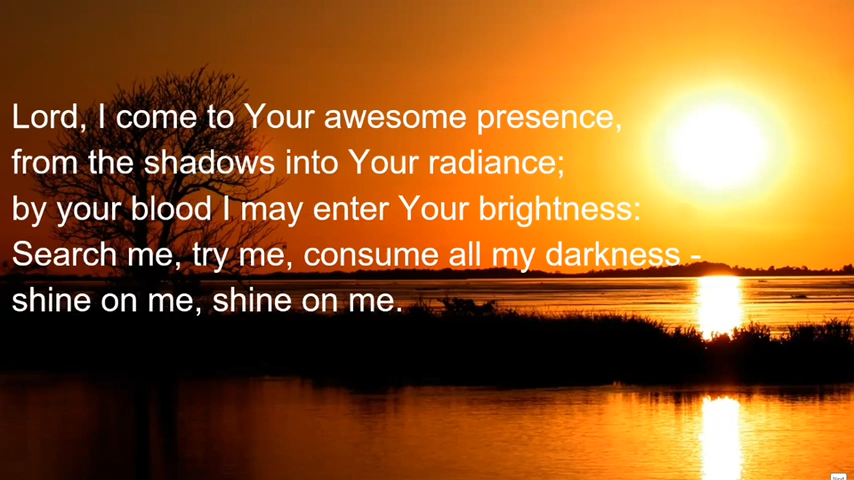 Lord, I come to Your awesome presence,
from the shadows into Your radiance;
by your blood I may enter Your brightness:
Search me, try me, consume all my darkness -
shine on me, shine on me.